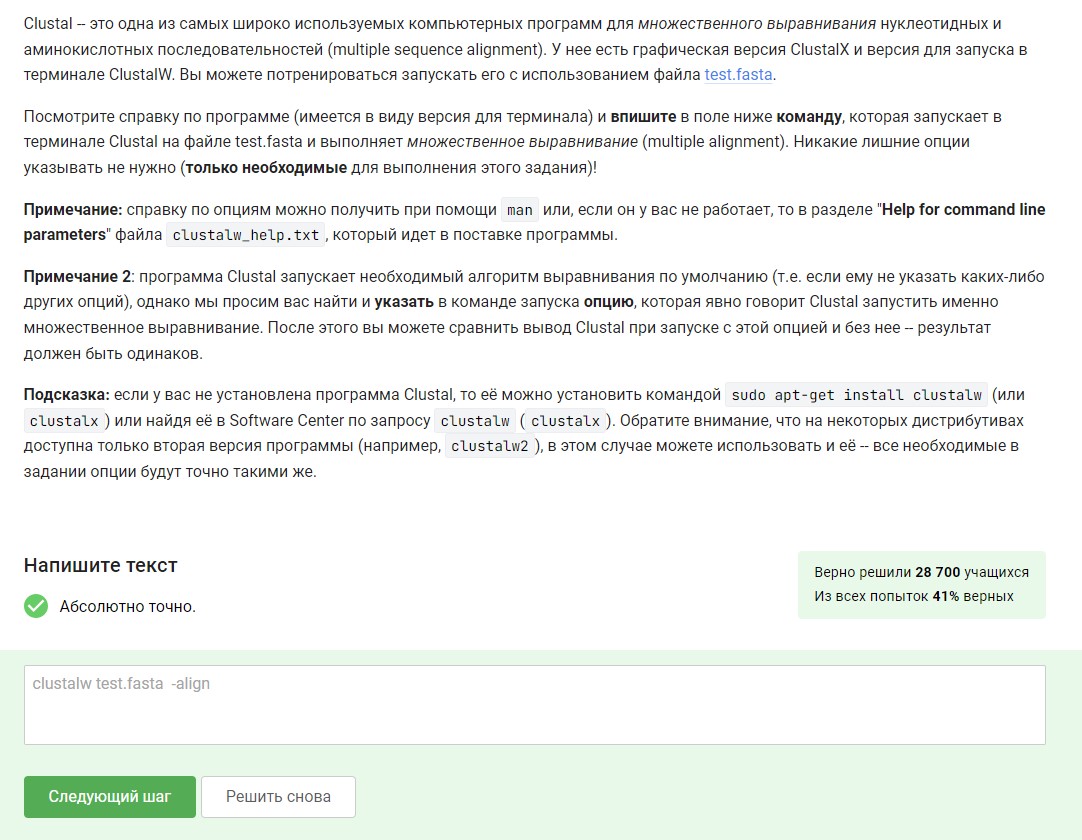 Clustal -- это одна из самых широко используемых компьютерных программ для множественного выравнивания нуклеотидных и
аминокислотных последовательностей (multiple sequence alignment). У нее есть графическая версия ClustalX и версия для запуска в
терминале ClustalW. Вы можете потренироваться запускать его с использованием файла test.fasta.
Посмотрите справку по программе (имеется в виду версия для терминала) и впишите в поле ниже команду, которая запускает в
терминале Clustal на файле test.fasta и выполняет множественное выравнивание (multiple alignment). Никакие лишние опции
указывать не нужно (только необходимые для выполнения этого задания)!
Примечание: справку по опциям можно получить при помощи man или, если он у вас не работает, то в разделе "Help for command line
parameters" файла clustalw_help.txt, который идет в поставке программы.
Примечание 2: программа Clustal запускает необходимый алгоритм выравнивания по умолчанию (т.е. если ему не указать каких-либо
других опций), однако мы просим вас найти и указать в команде запуска опцию, которая явно говорит Clustal запустить именно
множественное выравнивание. После этого вы можете сравнить вывод Clustal при запуске с этой опцией и без нее -- результат
должен быть одинаков.
Подсказка: если у вас не установлена программа Clustal, то её можно установить командой sudo apt-get install clustalw (или
clustalx) или найдя её в Software Center по запросу clustalw (clustalx). Обратите внимание, что на некоторых дистрибутивах
доступна только вторая версия программы (например, clustalw2), в этом случае можете использовать и её -- все необходимые в
задании опции будут точно такими же.
Напишите текст
Верно решили 28 700 учащихся
Из всех попыток 41% верных
Абсолютно точно.
clustalw test.fasta  -align
Следующий шаг
Решить снова